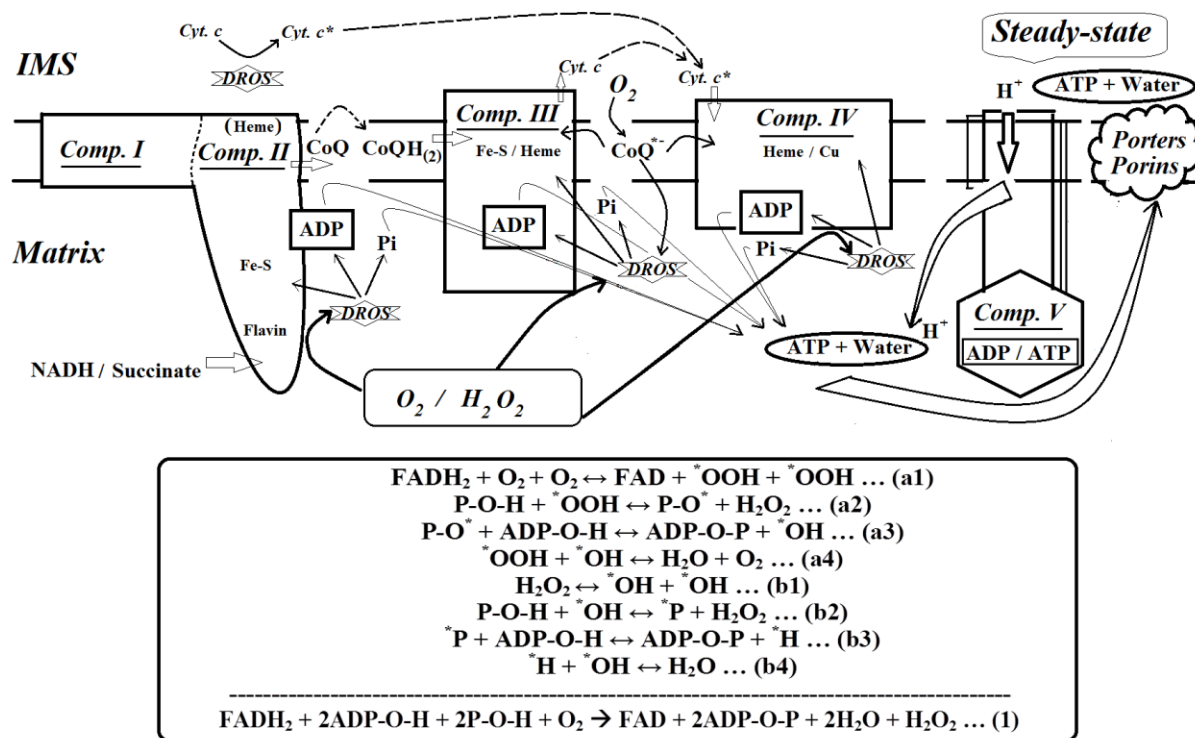 Steady-state
Cyt. c
Cyt. c*
DROS
IMS
Cyt. c
Cyt. c*
O₂
H⁺
ATP + Water
Comp. I
(Heme)
Comp. II
CoQ
CoQH₍₂₎
Comp. III
Fe-S / Heme
CoQ*⁻
Comp. IV
Heme / Cu
Porters
Porins
Matrix
ADP
Pi
ADP
Pi
ADP
Pi
Fe-S
DROS
DROS
DROS
Flavin
NADH / Succinate
O₂ / H₂O₂
ATP + Water
H⁺
Comp. V
ADP / ATP
FADH₂ + O₂ + O₂ ↔ FAD + *OOH + *OOH … (a1)
P-O-H + *OOH ↔ P-O* + H₂O₂ … (a2)
P-O* + ADP-O-H ↔ ADP-O-P + *OH … (a3)
*OOH + *OH ↔ H₂O + O₂ … (a4)
H₂O₂ ↔ *OH + *OH … (b1)
P-O-H + *OH ↔ *P + H₂O₂ … (b2)
*P + ADP-O-H ↔ ADP-O-P + *H … (b3)
*H + *OH ↔ H₂O … (b4)
FADH₂ + 2ADP-O-H + 2P-O-H + O₂ → FAD + 2ADP-O-P + 2H₂O + H₂O₂ … (1)